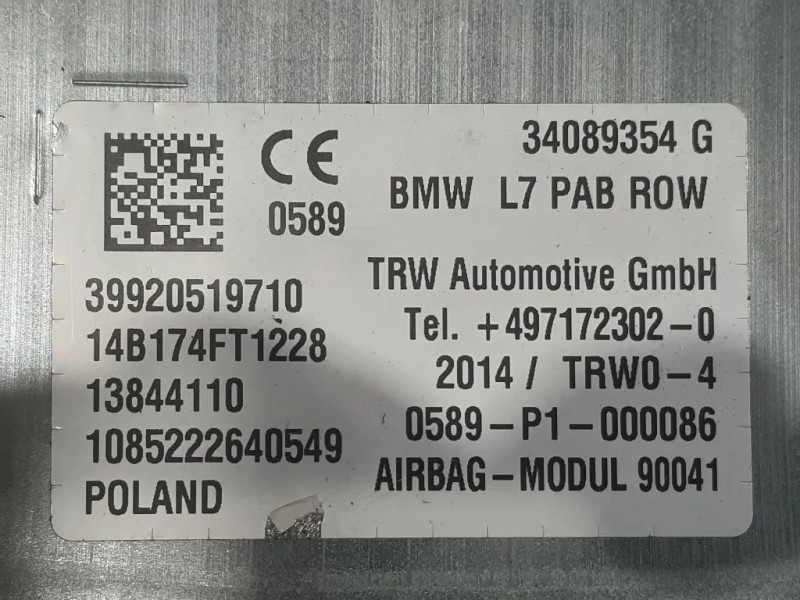 CE
0589
39920519710
14B174FT1228
13844110
1085222640549
POLAND
34089354 G
BMW L7 PAB ROW
TRW Automotive GmbH
Tel. +497172302-0
2014 / TRW0-4
0589-P1-000086
AIRBAG-MODUL 90041